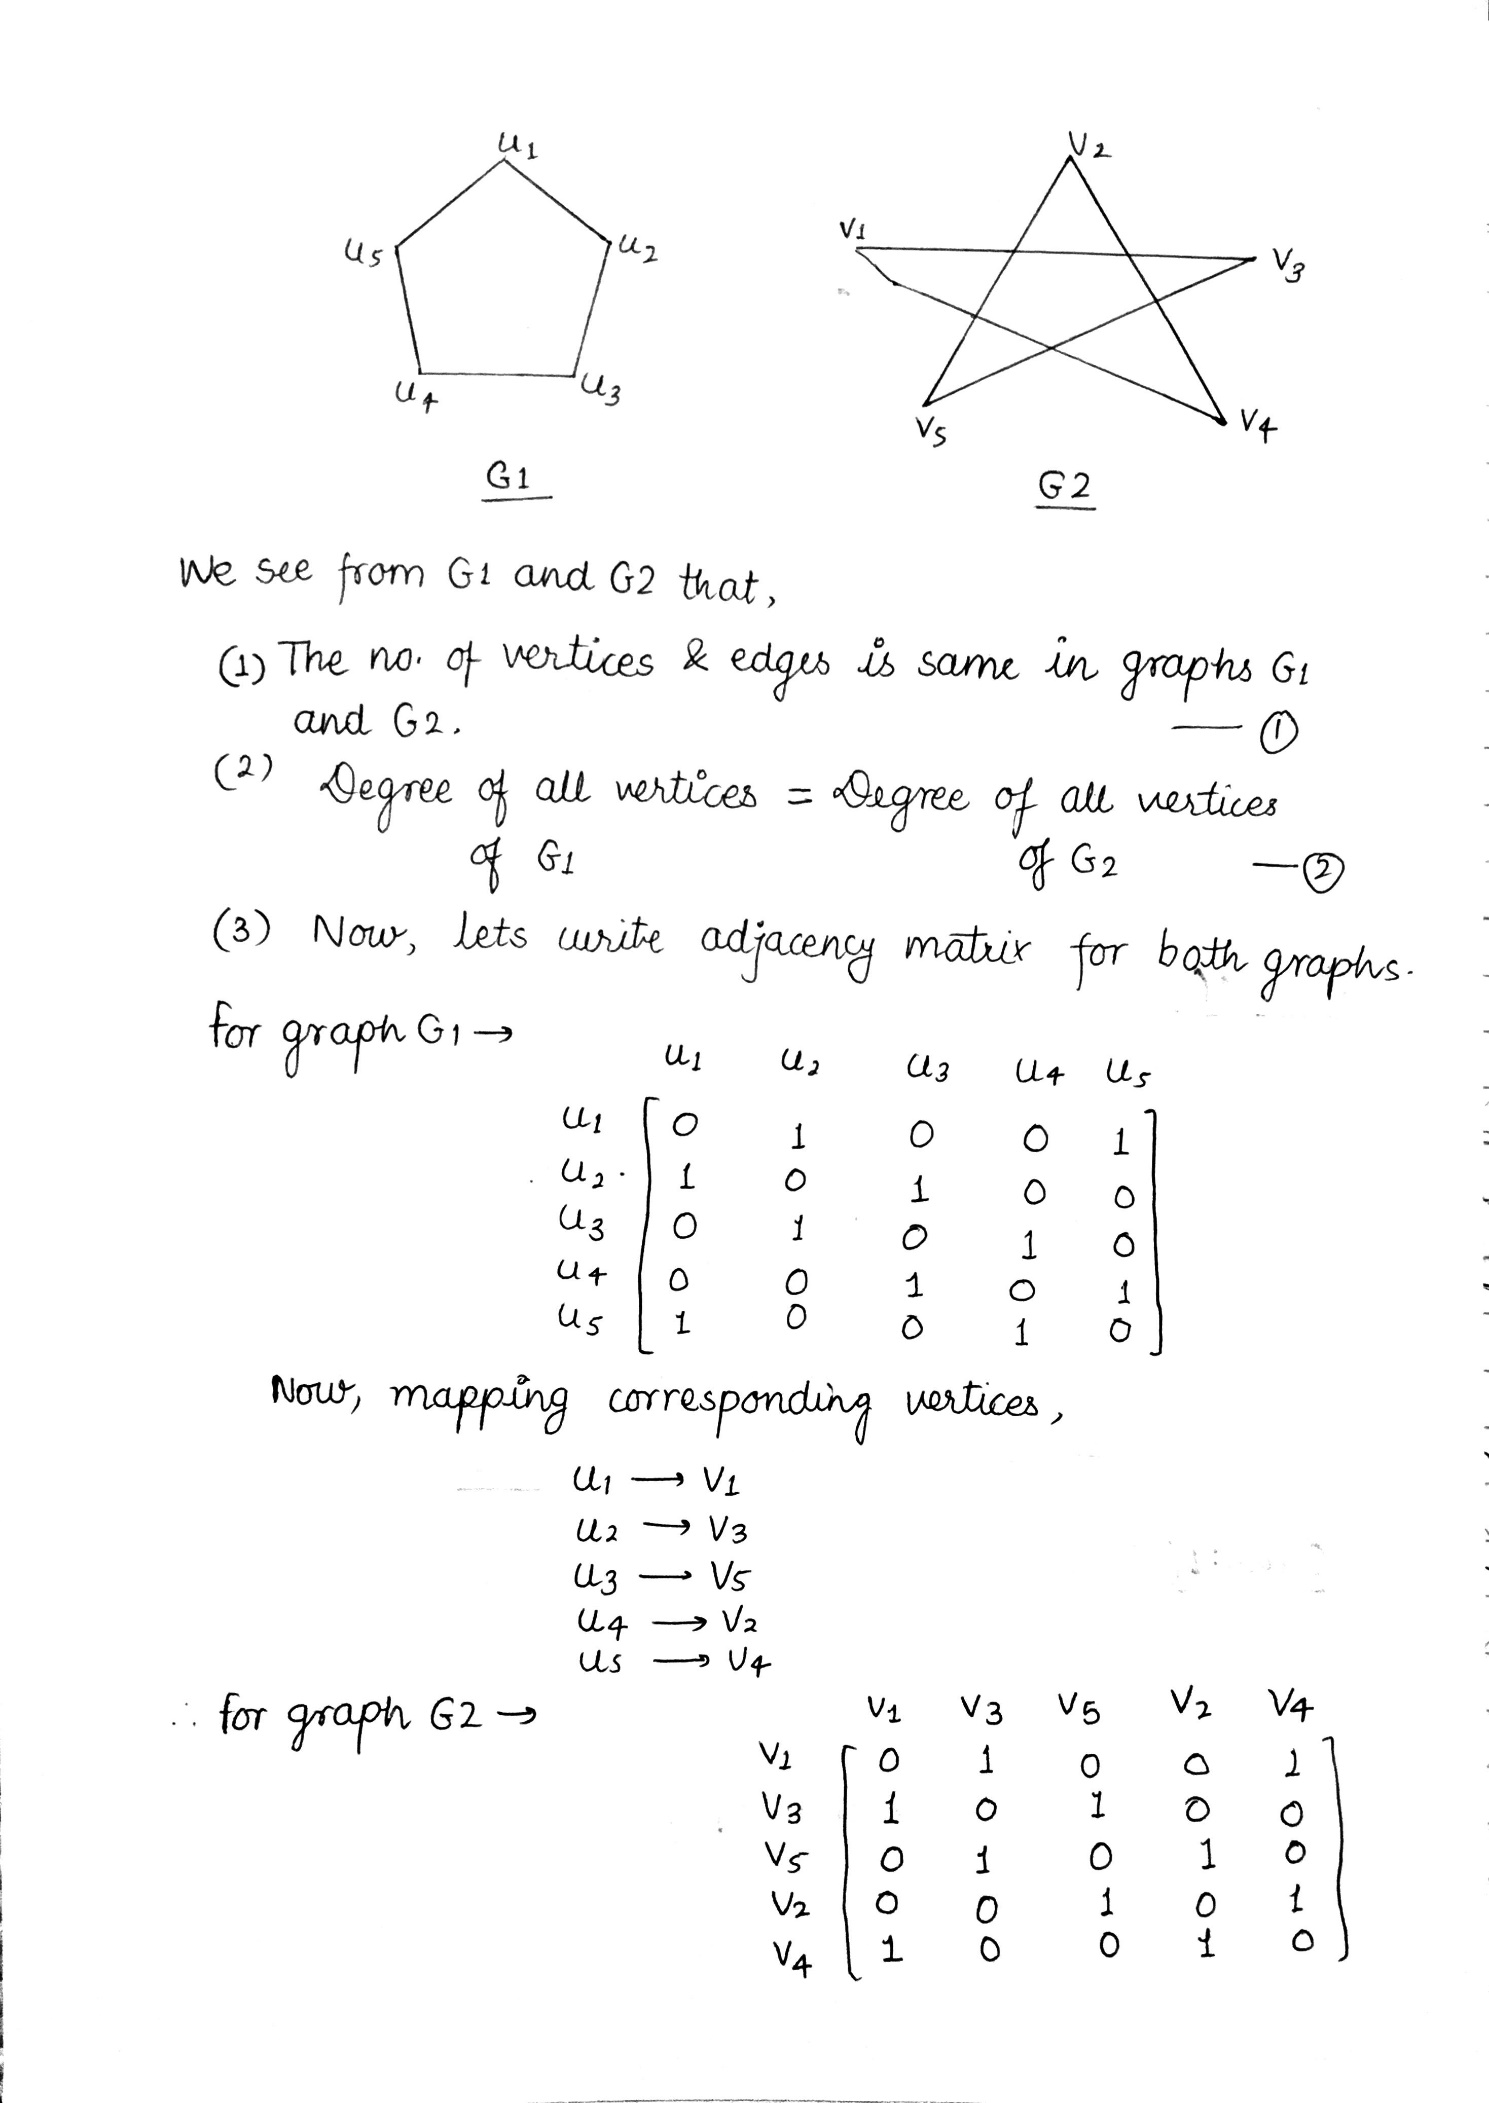 u1
u5
u2
u4
u3
G1
V2
V1
V3
V5
V4
G2
We see from G1 and G2 that,
(1) The no. of vertices & edges is same in graphs G1
and G2. — ①
(2) Degree of all vertices = Degree of all vertices
of G1 of G2 — ②
(3) Now, lets write adjacency matrix for both graphs.
for graph G1 →
u1 u2 u3 u4 u5
u1 0 1 0 0 1
u2 1 0 1 0 0
u3 0 1 0 1 0
u4 0 0 1 0 1
u5 1 0 0 1 0
Now, mapping corresponding vertices,
u1 → V1
u2 → V3
u3 → V5
u4 → V2
u5 → V4
∴ for graph G2 →
V1 V3 V5 V2 V4
V1 0 1 0 0 1
V3 1 0 1 0 0
V5 0 1 0 1 0
V2 0 0 1 0 1
V4 1 0 0 1 0